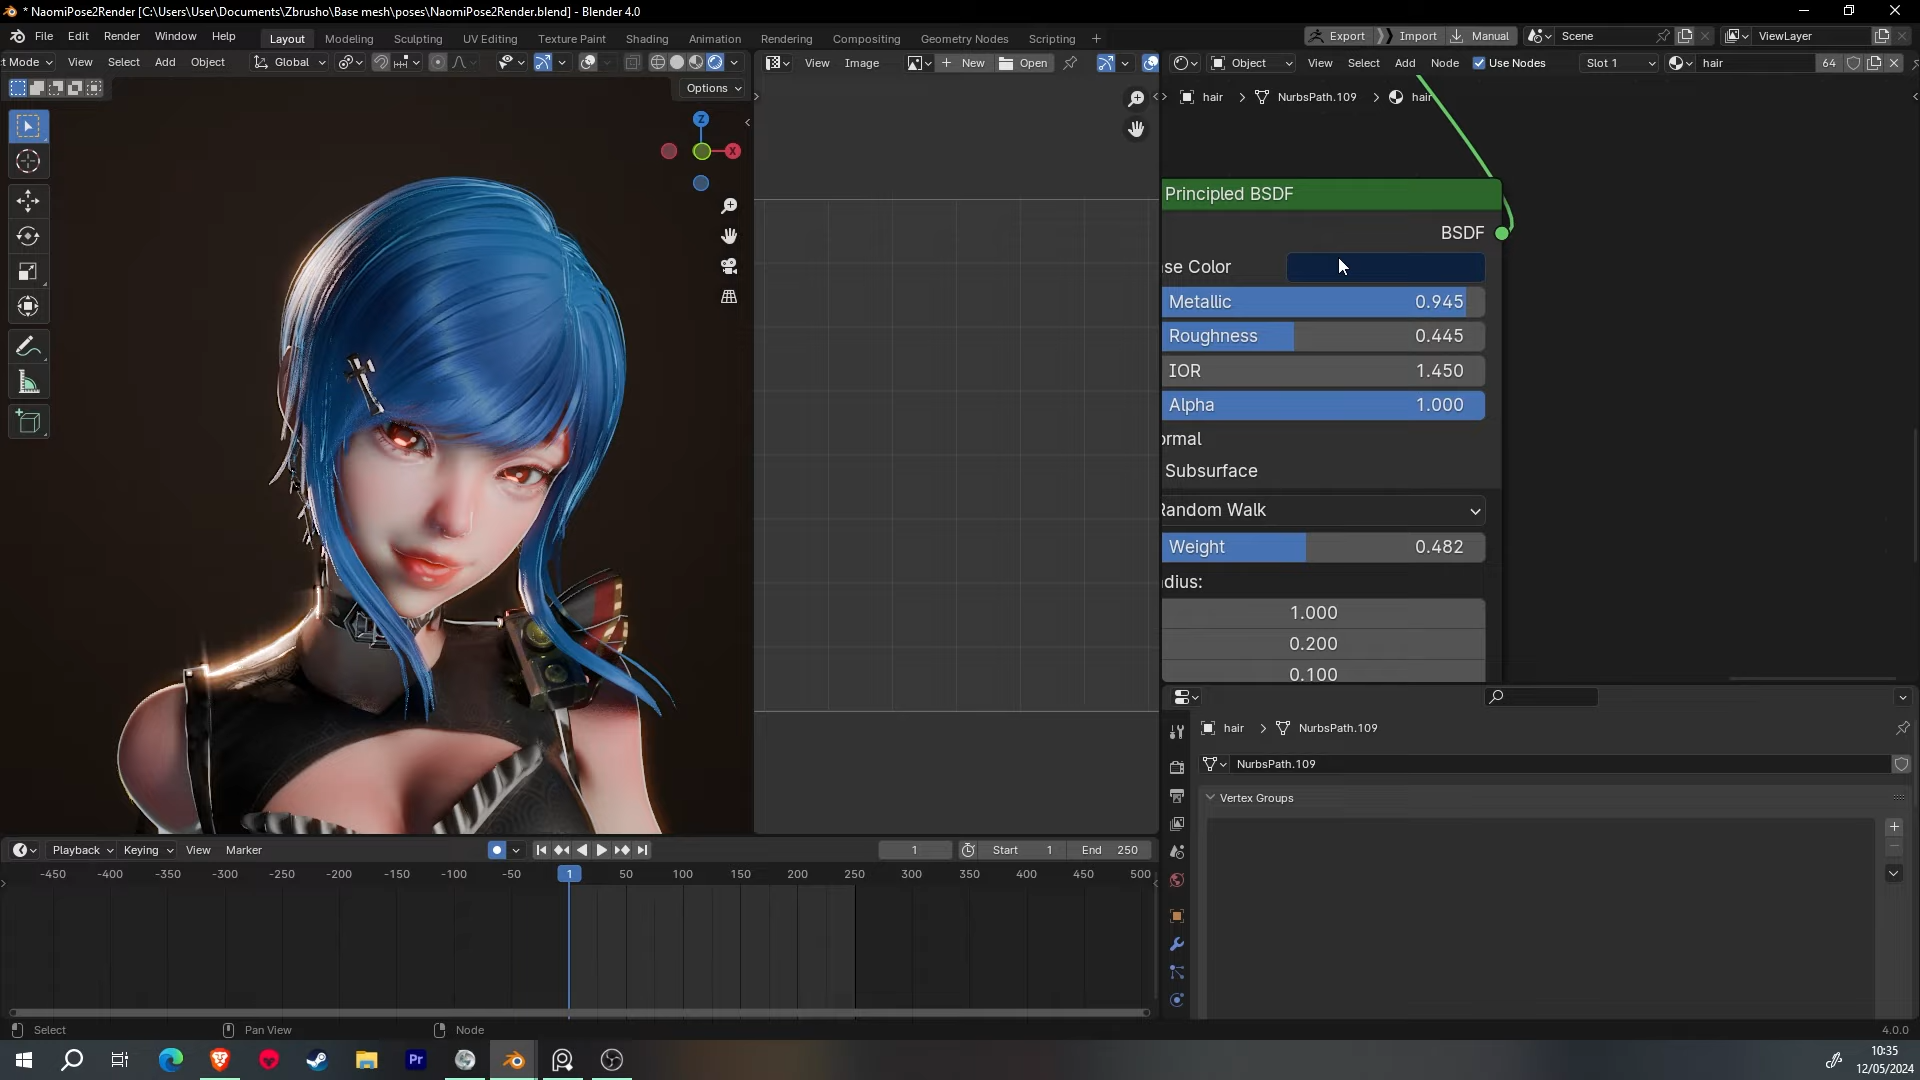 * NaomiPose2Render [C:\Users\User\Documents\Zbrusho\Base mesh\poses\NaomiPose2Render.blend] - Blender 4.0
File Edit Render Window Help Layout Modeling Sculpting UV Editing Texture Paint Shading Animation Rendering Compositing Geometry Nodes Scripting + Export Import Manual Scene ViewLayer
t Mode View Select Add Object Global View Image New Open Object View Select Add Node Use Nodes Slot 1 hair 64
Options
hair > NurbsPath.109 > hair
Z
X
Principled BSDF
BSDF
se Color
Metallic 0.945
Roughness 0.445
IOR 1.450
Alpha 1.000
ormal
Subsurface
Random Walk
Weight 0.482
dius:
1.000
0.200
0.100
hair > NurbsPath.109
NurbsPath.109
Vertex Groups
Playback Keying View Marker 1 Start 1 End 250
-450 -400 -350 -300 -250 -200 -150 -100 -50 1 50 100 150 200 250 300 350 400 450 500
Select Pan View Node 4.0.0
Pr
10:35
12/05/2024